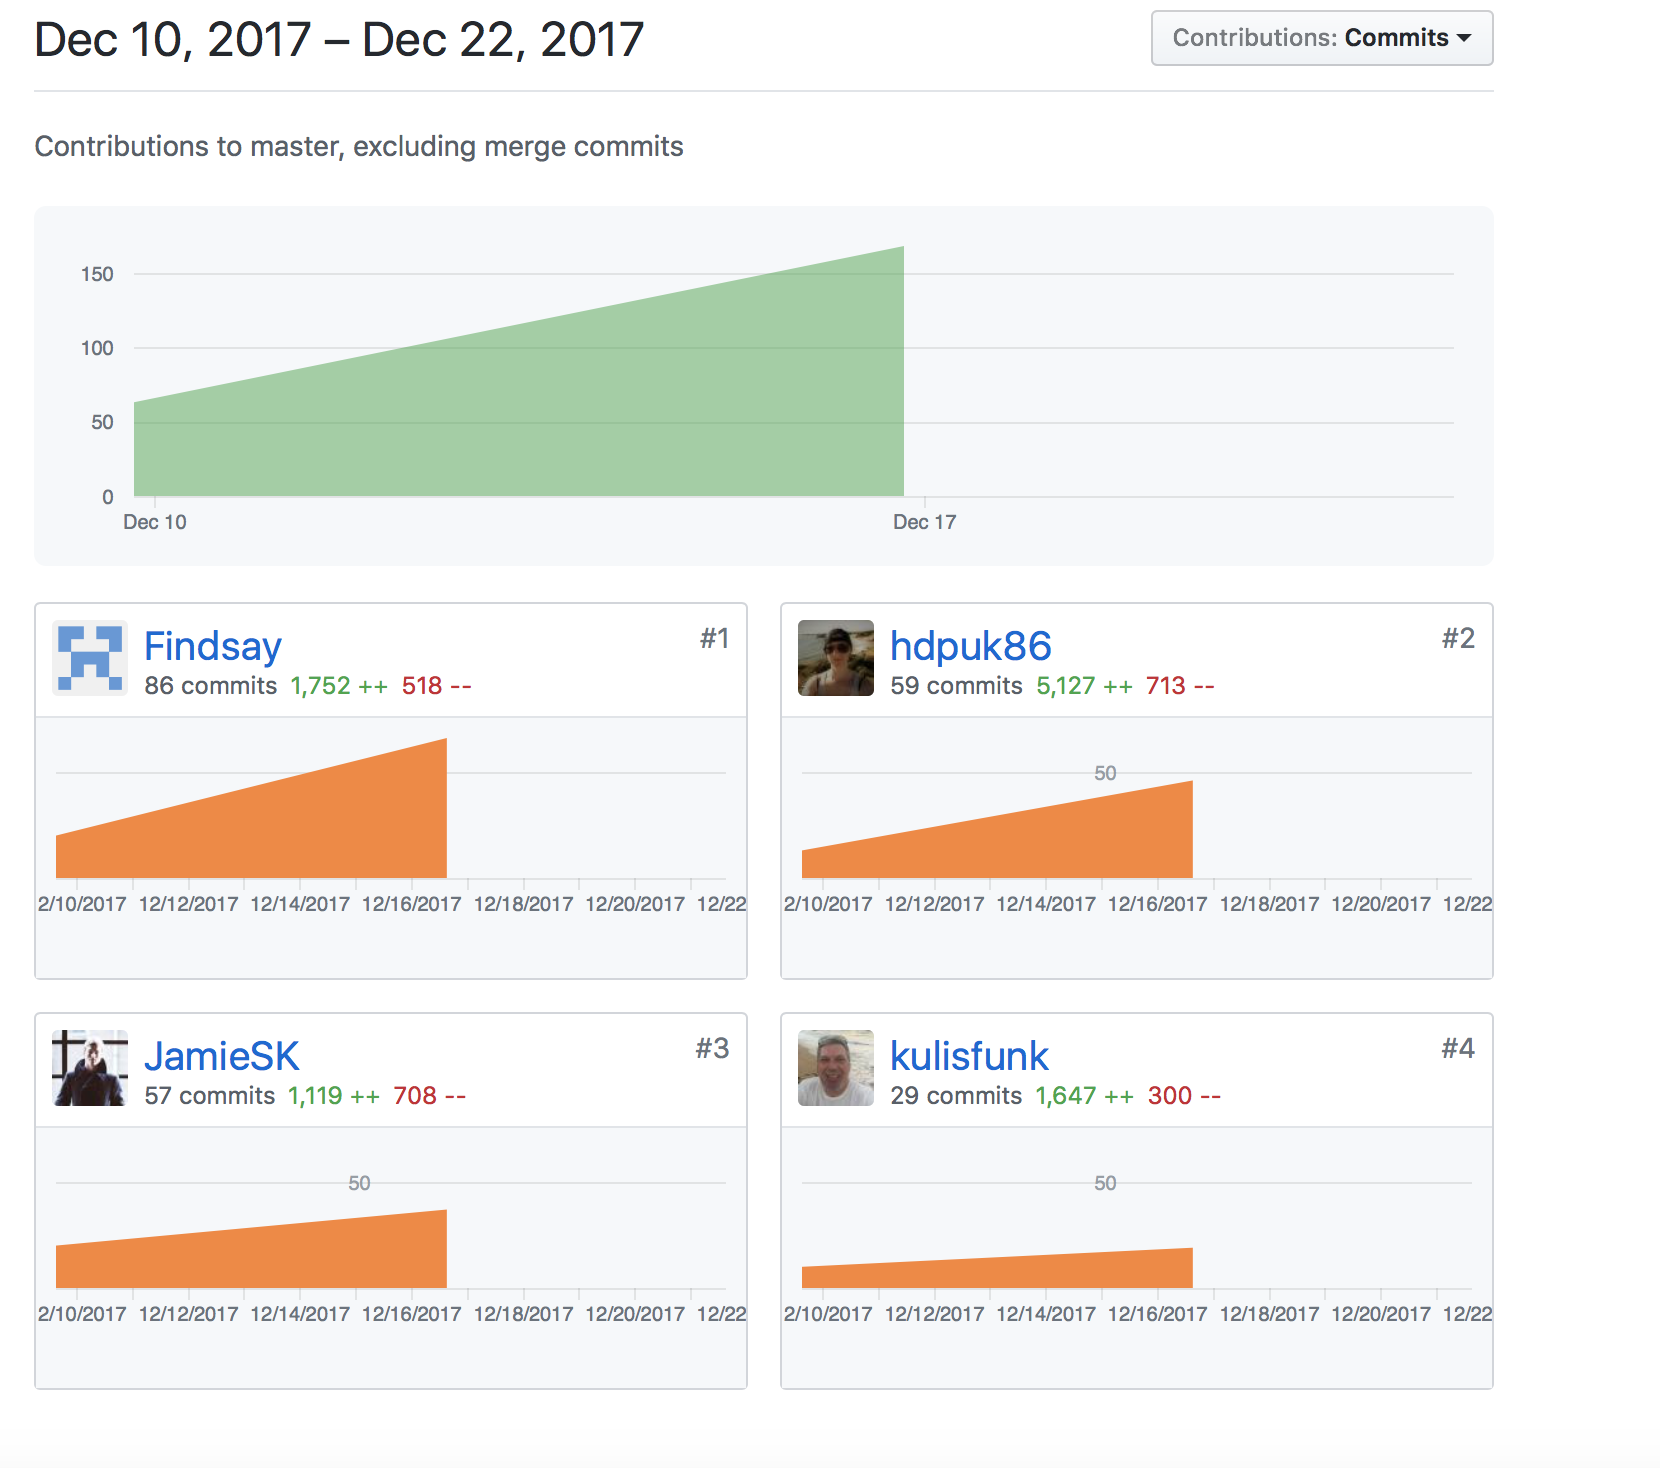 Dec 10, 2017 – Dec 22, 2017
Contributions: Commits
Contributions to master, excluding merge commits
150
100
50
0
Dec 10 Dec 17
Findsay #1
86 commits 1,752 ++ 518 --
2/10/2017 12/12/2017 12/14/2017 12/16/2017 12/18/2017 12/20/2017 12/22
hdpuk86 #2
59 commits 5,127 ++ 713 --
50
2/10/2017 12/12/2017 12/14/2017 12/16/2017 12/18/2017 12/20/2017 12/22
JamieSK #3
57 commits 1,119 ++ 708 --
50
2/10/2017 12/12/2017 12/14/2017 12/16/2017 12/18/2017 12/20/2017 12/22
kulisfunk #4
29 commits 1,647 ++ 300 --
50
2/10/2017 12/12/2017 12/14/2017 12/16/2017 12/18/2017 12/20/2017 12/22